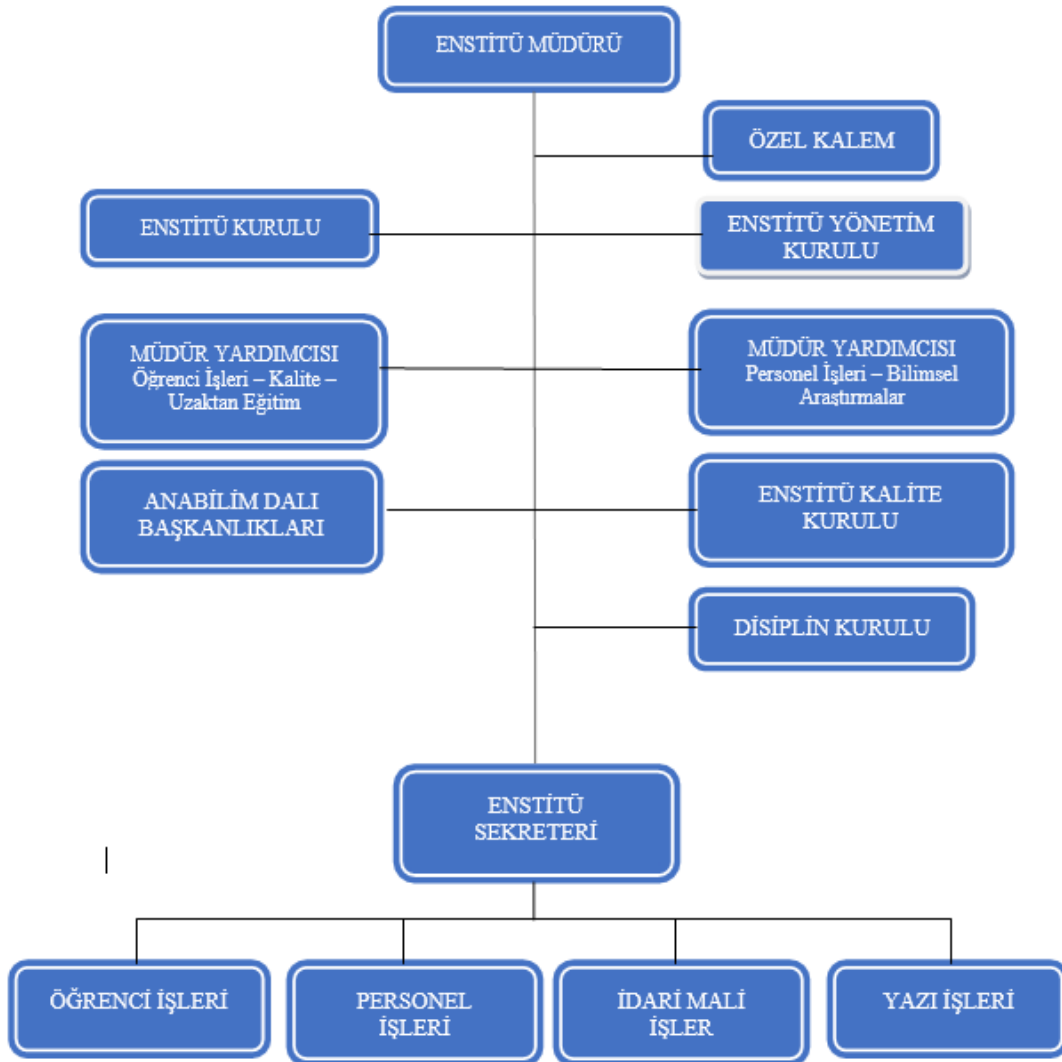 ENSTİTÜ MÜDÜRÜ
ÖZEL KALEM
ENSTİTÜ KURULU
ENSTİTÜ YÖNETİM
KURULU
MÜDÜR YARDIMCISI
Öğrenci İşleri – Kalite –
Uzaktan Eğitim
MÜDÜR YARDIMCISI
Personel İşleri – Bilimsel
Araştırmalar
ANABİLİM DALI
BAŞKANLIKLARI
ENSTİTÜ KALİTE
KURULU
DİSİPLİN KURULU
ENSTİTÜ
SEKRETERİ
ÖĞRENCİ İŞLERİ
PERSONEL
İŞLERİ
İDARİ MALİ
İŞLER
YAZI İŞLERİ